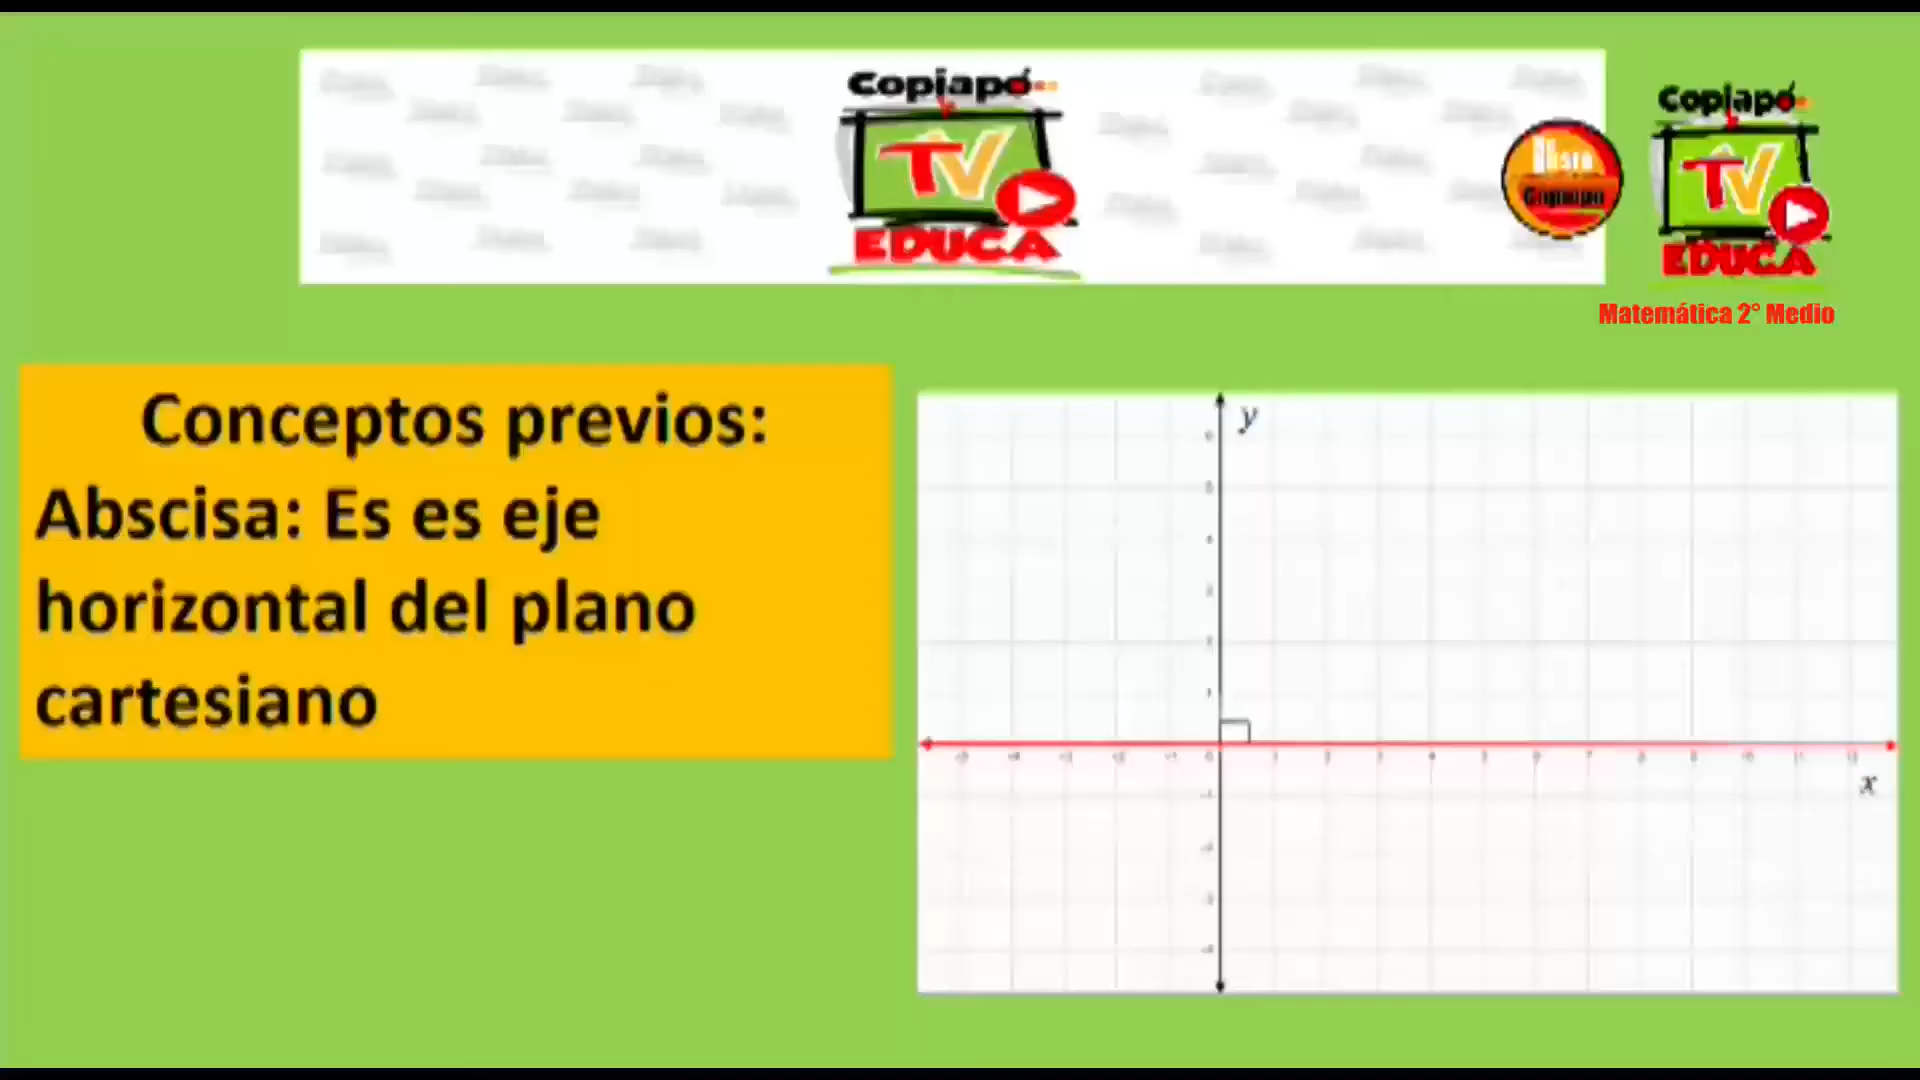 Copiapó
TV
EDUCA
Copiapó
TV
EDUCA
Matemática 2° Medio
Conceptos previos:
Abscisa: Es es eje
horizontal del plano
cartesiano
y
x